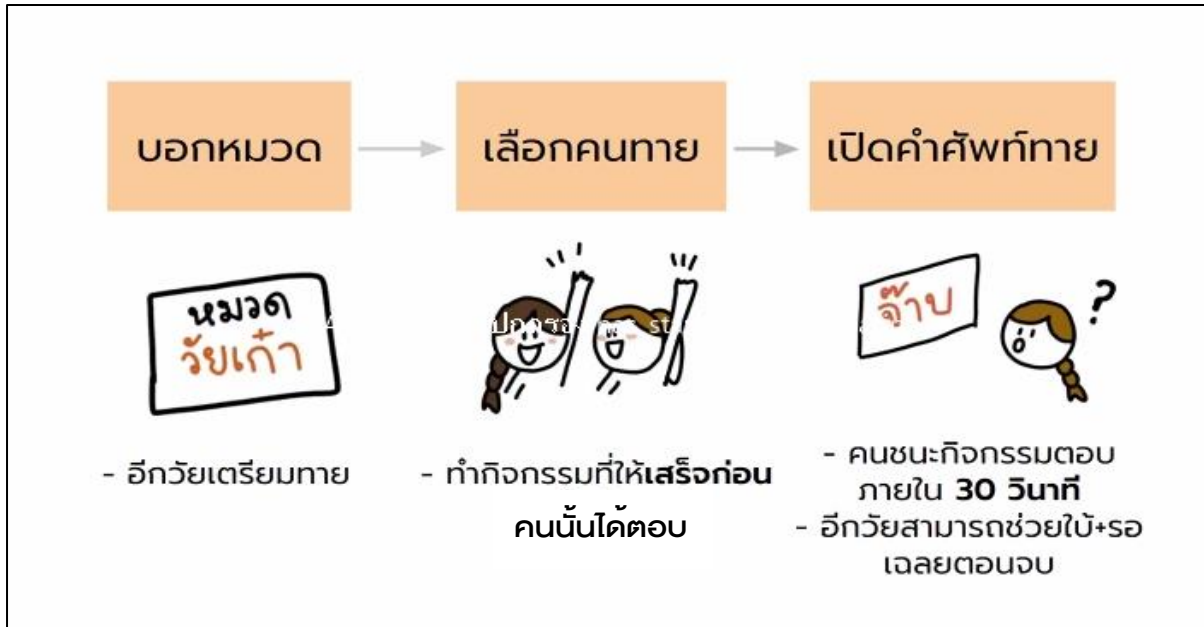 บอกหมวด
เลือกคนทาย
เปิดคำศัพท์ทาย
หมวด
วัยเก๋า
จ๊าบ
- อีกวัยเตรียมทาย
- ทำกิจกรรมที่ให้เสร็จก่อน
คนนั้นได้ตอบ
- คนชนะกิจกรรมตอบ
ภายใน 30 วินาที
- อีกวัยสามารถช่วยใบ้+รอ
เฉลยตอนจบ